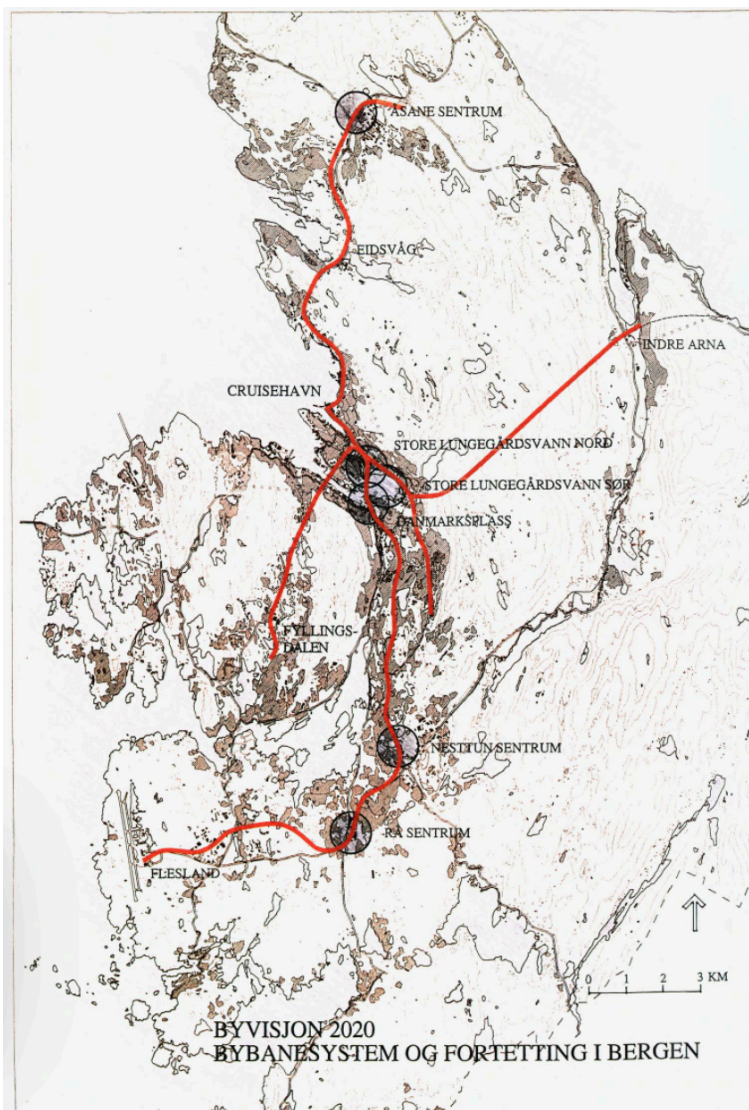 ÅSANE SENTRUM
EIDSVÅG
INDRE ARNA
CRUISEHAVN
STORE LUNGEGÅRDSVANN NORD
STORE LUNGEGÅRDSVANN SØR
DANMARKSPLASS
FYLLINGS-
DALEN
NESTTUN SENTRUM
RÅ SENTRUM
FLESLAND
0 1 2 3 KM
BYVISJON 2020
BYBANESYSTEM OG FORTETTING I BERGEN